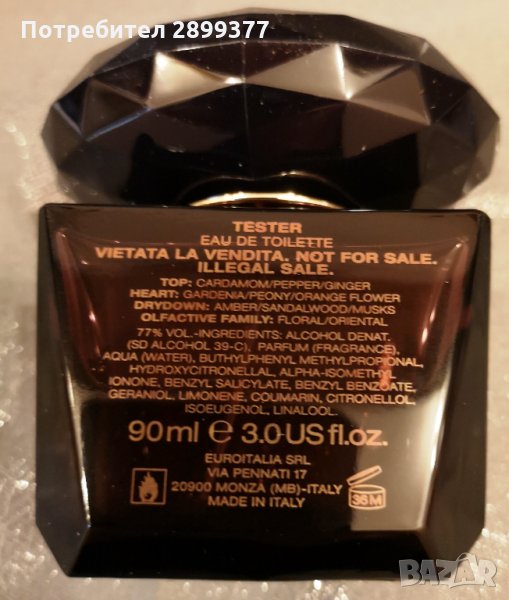 Потребител 2899377
TESTER
EAU DE TOILETTE
VIETATA LA VENDITA. NOT FOR SALE.
ILLEGAL SALE.
TOP: CARDAMOM/PEPPER/GINGER
HEART: GARDENIA/PEONY/ORANGE FLOWER
DRYDOWN: AMBER/SANDALWOOD/MUSKS
OLFACTIVE FAMILY: FLORAL/ORIENTAL
77% VOL.-INGREDIENTS: ALCOHOL DENAT.
(SD ALCOHOL 39-C), PARFUM (FRAGRANCE),
AQUA (WATER), BUTHYLPHENYL METHYLPROPIONAL,
HYDROXYCITRONELLAL, ALPHA-ISOMETHYL
IONONE, BENZYL SALICYLATE, BENZYL BENZOATE,
GERANIOL, LIMONENE, COUMARIN, CITRONELLOL,
ISOEUGENOL, LINALOOL.
90ml e 3.0 US fl.oz.
EUROITALIA SRL
VIA PENNATI 17
20900 MONZA (MB)-ITALY
MADE IN ITALY
36M
BAZAR